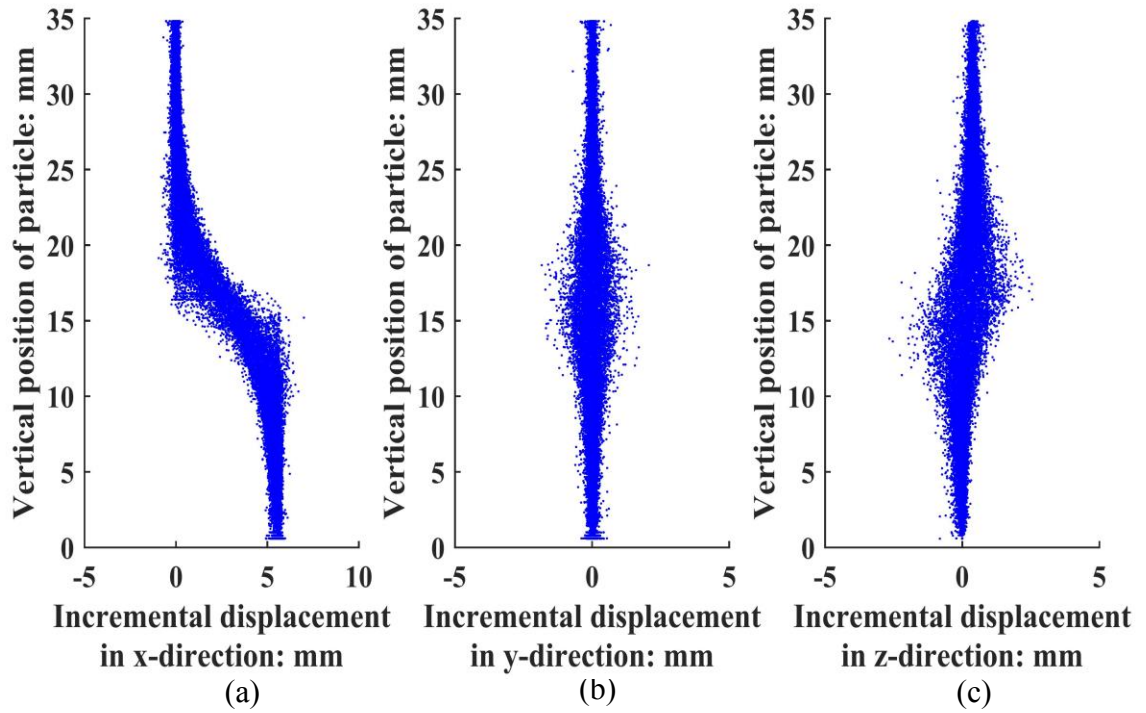 Vertical position of particle: mm
35
30
25
20
15
10
5
0
-5
0
5
10
Incremental displacement
in x-direction: mm
(a)
Vertical position of particle: mm
35
30
25
20
15
10
5
0
-5
0
5
Incremental displacement
in y-direction: mm
(b)
Vertical position of particle: mm
35
30
25
20
15
10
5
0
-5
0
5
Incremental displacement
in z-direction: mm
(c)